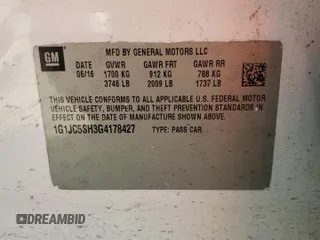 GM
MFD BY GENERAL MOTORS LLC
DATE GVWR GAWR FRT GAWR RR
06/16 1700 KG 912 KG 788 KG
3746 LB 2009 LB 1737 LB
THIS VEHICLE CONFORMS TO ALL APPLICABLE U.S. FEDERAL MOTOR
VEHICLE SAFETY, BUMPER, AND THEFT PREVENTION STANDARDS IN
EFFECT ON THE DATE OF MANUFACTURE SHOWN ABOVE.
1G1JC5SH3G4178427 TYPE: PASS CAR
DREAMBID